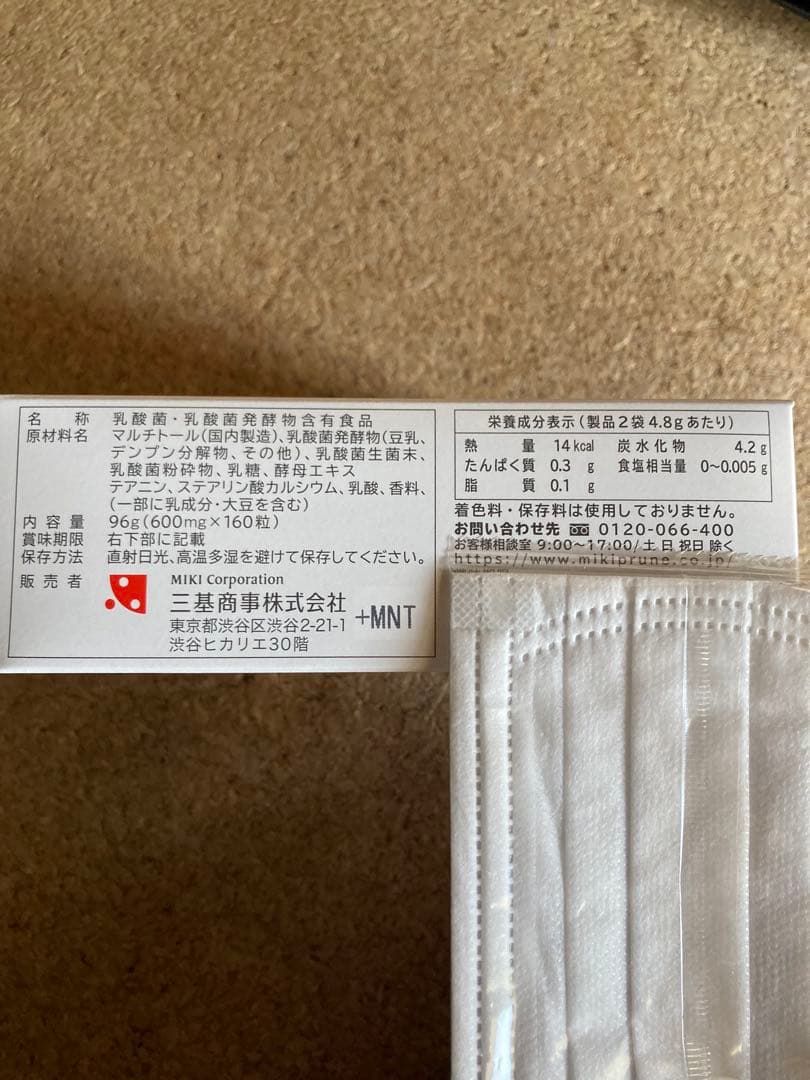 名称 乳酸菌・乳酸菌発酵物含有食品
原材料名 マルチトール(国内製造)、乳酸菌発酵物(豆乳、
デンプン分解物、その他)、乳酸菌生菌末、
乳酸菌粉砕物、乳糖、酵母エキス
テアニン、ステアリン酸カルシウム、乳酸、香料、
(一部に乳成分・大豆を含む)
内容量 96g(600mg×160粒)
賞味期限 右下部に記載
保存方法 直射日光、高温多湿を避けて保存してください。
販売者 MIKI Corporation
三基商事株式会社
東京都渋谷区渋谷2-21-1
渋谷ヒカリエ30階
+MNT
栄養成分表示(製品2袋4.8gあたり)
熱量 14kcal 炭水化物 4.2g
たんぱく質 0.3g 食塩相当量 0~0.005g
脂質 0.1g
着色料・保存料は使用しておりません。
お問い合わせ先 0120-066-400
お客様相談室 9:00~17:00/土日祝日除く
https://www.mikiprune.co.jp/